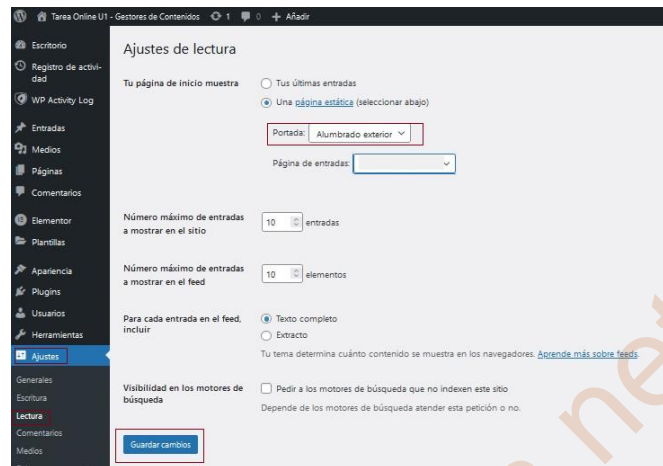 Tarea Online U1 - Gestores de Contenidos 1 0 + Añadir
Escritorio
Registro de activi-
dad
WP Activity Log
Entradas
Medios
Páginas
Comentarios
Elementor
Plantillas
Apariencia
Plugins
Usuarios
Herramientas
Ajustes
Generales
Escritura
Lectura
Comentarios
Medios
Ajustes de lectura
Tu página de inicio muestra
Tus últimas entradas
Una página estática (seleccionar abajo)
Portada: Alumbrado exterior
Página de entradas:
Número máximo de entradas
a mostrar en el sitio
10 entradas
Número máximo de entradas
a mostrar en el feed
10 elementos
Para cada entrada en el feed,
incluir
Texto completo
Extracto
Tu tema determina cuánto contenido se muestra en los navegadores. Aprende más sobre feeds.
Visibilidad en los motores de
búsqueda
Pedir a los motores de búsqueda que no indexen este sitio
Depende de los motores de búsqueda atender esta petición o no.
Guardar cambios